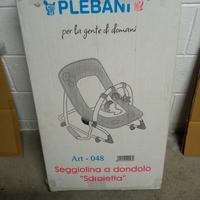 PLEBANI
per la gente di domani
Art - 048
Seggiolina a dondolo
"Sdraietta"